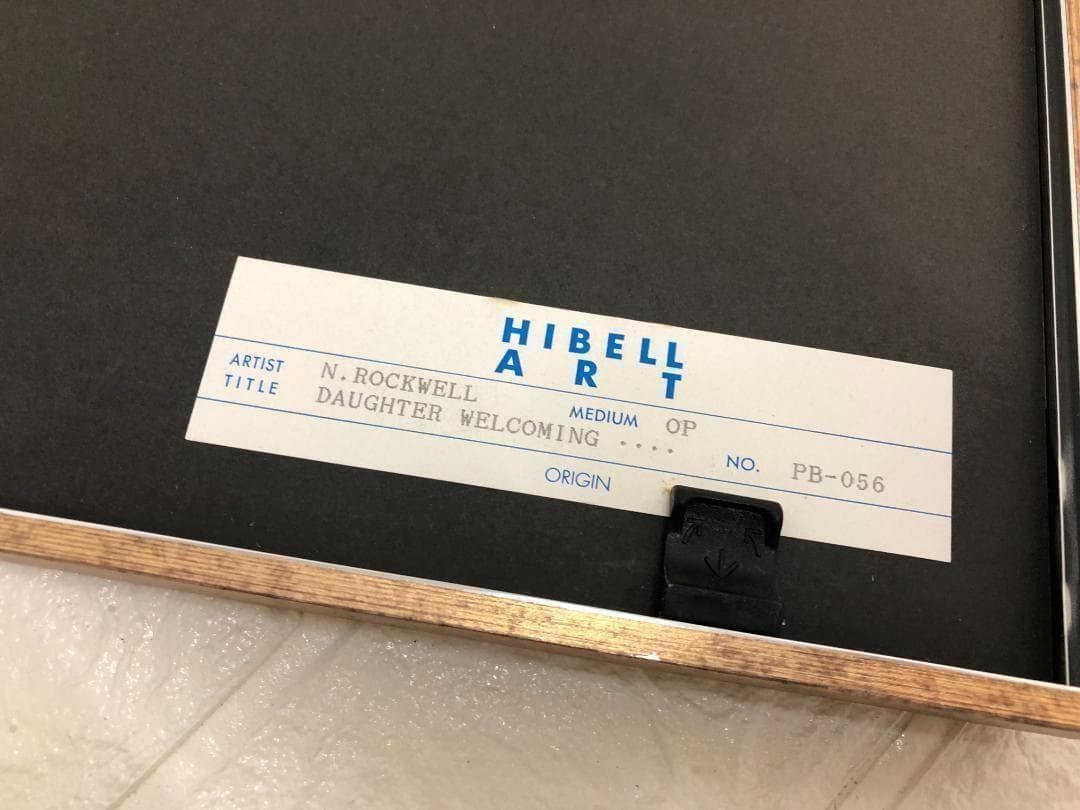 HIBELL
ART
ARTIST N.ROCKWELL MEDIUM OP
TITLE DAUGHTER WELCOMING .... NO. PB-056
ORIGIN